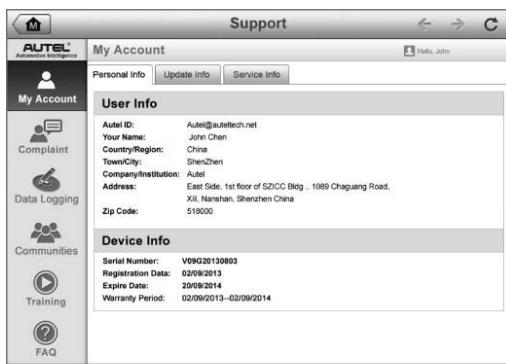 M
Support
AUTEL
Automotive Intelligence
My Account
Hello, John
My Account
Personal Info
Update Info
Service Info
User Info
Autel ID: Autel@auteltech.net
Your Name: John Chen
Country/Region: China
Town/City: ShenZhen
Company/Institution: Autel
Address: East Side, 1st floor of SZICC Bldg .. 1089 Chaguang Road,
Xili, Nanshan, Shenzhen China
Zip Code: 518000
Device Info
Serial Number: V09G20130803
Registration Data: 02/09/2013
Expire Date: 20/09/2014
Warranty Period: 02/09/2013--02/09/2014
Complaint
Data Logging
Communities
Training
?
FAQ